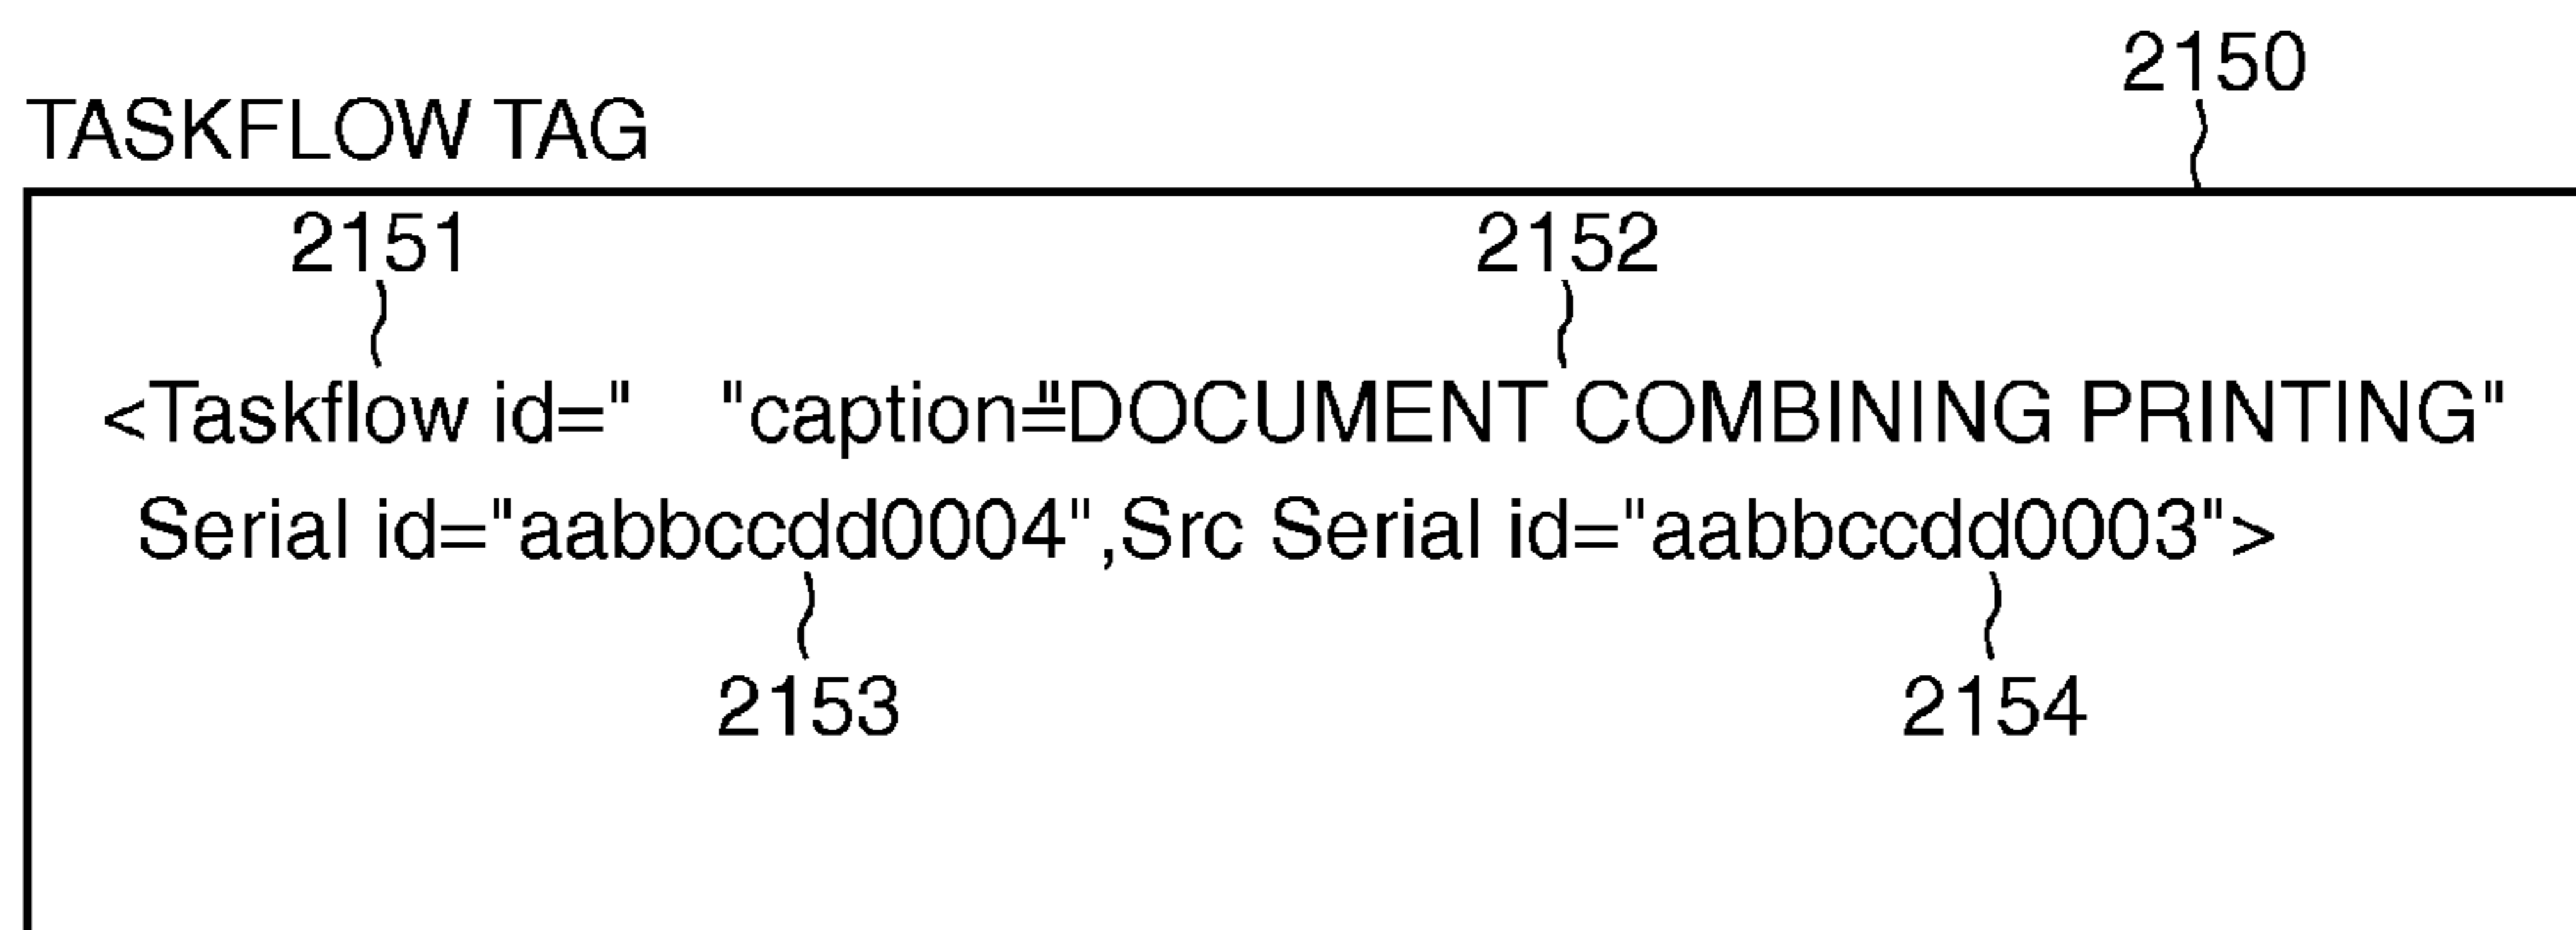 2150
TASKFLOW TAG
2151 2152
<Taskflow id="   "caption="DOCUMENT COMBINING PRINTING"
Serial id="aabbccdd0004",Src Serial id="aabbccdd0003">
2153 2154